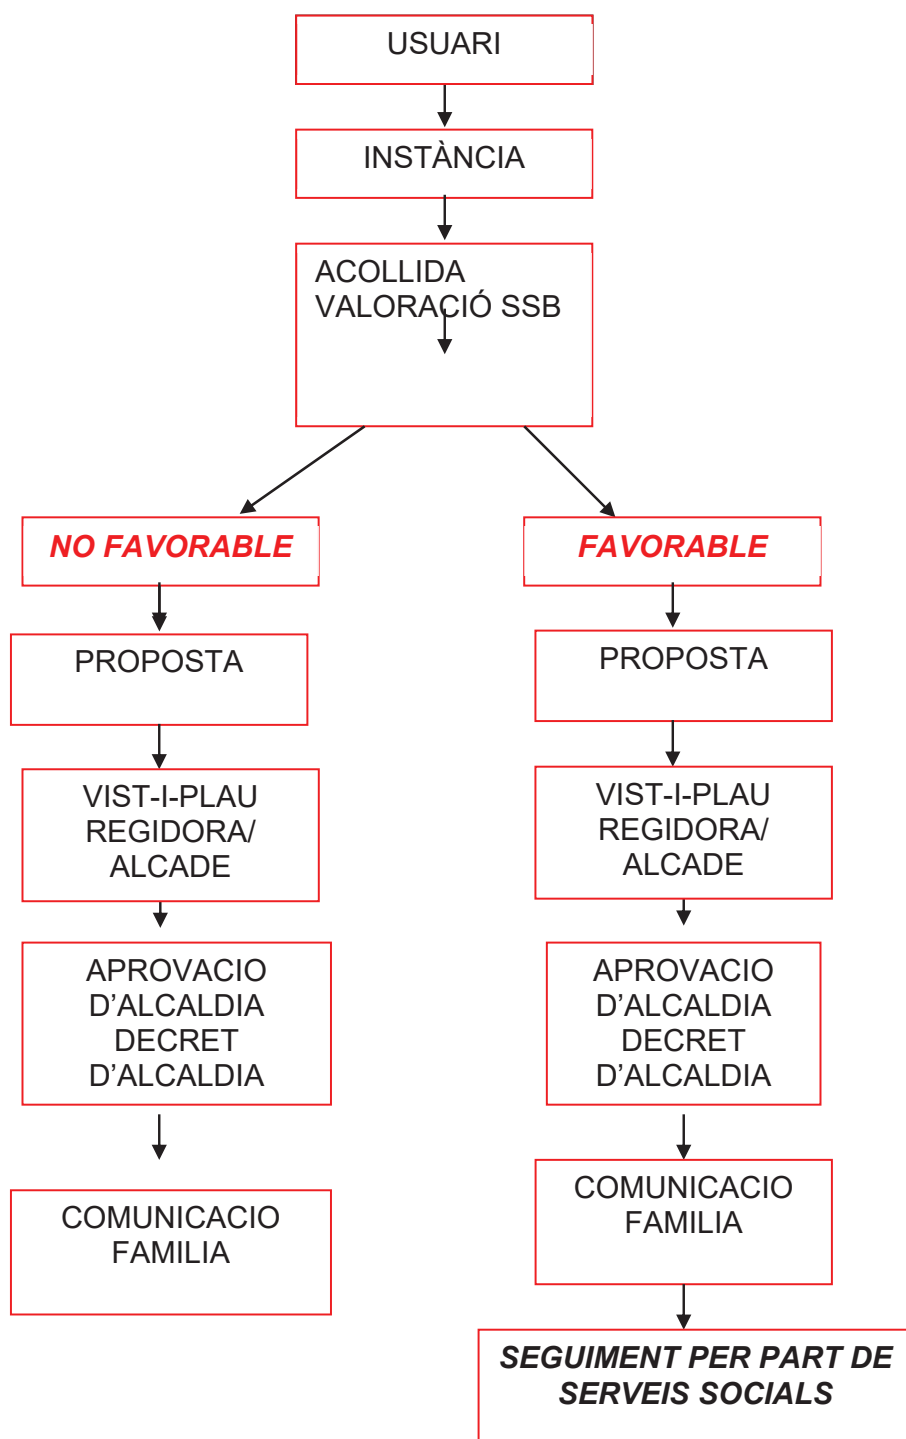 USUARI
INSTÀNCIA
ACOLLIDA
VALORACIÓ SSB
NO FAVORABLE
FAVORABLE
PROPOSTA
PROPOSTA
VIST-I-PLAU
REGIDORA/
ALCADE
VIST-I-PLAU
REGIDORA/
ALCADE
APROVACIO
D’ALCALDIA
DECRET
D’ALCALDIA
APROVACIO
D’ALCALDIA
DECRET
D’ALCALDIA
COMUNICACIO
FAMILIA
COMUNICACIO
FAMILIA
SEGUIMENT PER PART DE
SERVEIS SOCIALS